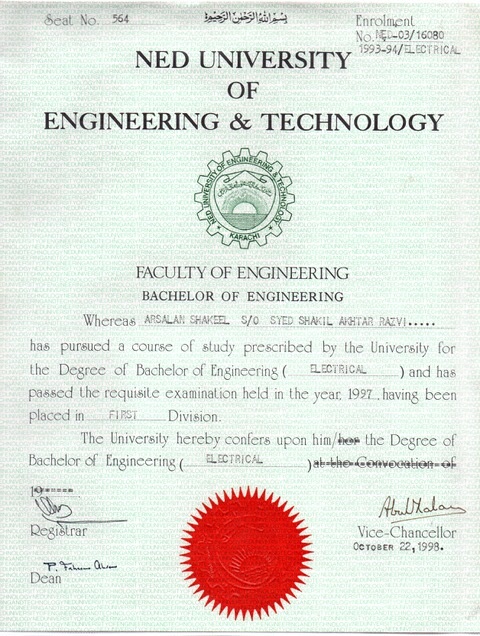 Seat No. 564
بسم الله الرحمن الرحيم
Enrolment
No. NED-03/16080
1993-94/ELECTRICAL
NED UNIVERSITY
OF
ENGINEERING & TECHNOLOGY
NED UNIVERSITY OF ENGINEERING & TECHNOLOGY
KARACHI
FACULTY OF ENGINEERING
BACHELOR OF ENGINEERING
Whereas ARSALAN SHAKEEL S/O SYED SHAKIL AKHTAR RAZVI.....
has pursued a course of study prescribed by the University for
the Degree of Bachelor of Engineering ( ELECTRICAL ) and has
passed the requisite examination held in the year, 1997 having been
placed in FIRST Division.
The University hereby confers upon him/her the Degree of
Bachelor of Engineering ( ELECTRICAL ) at the Convocation of
Registrar
Vice-Chancellor
OCTOBER 22, 1998.
Dean